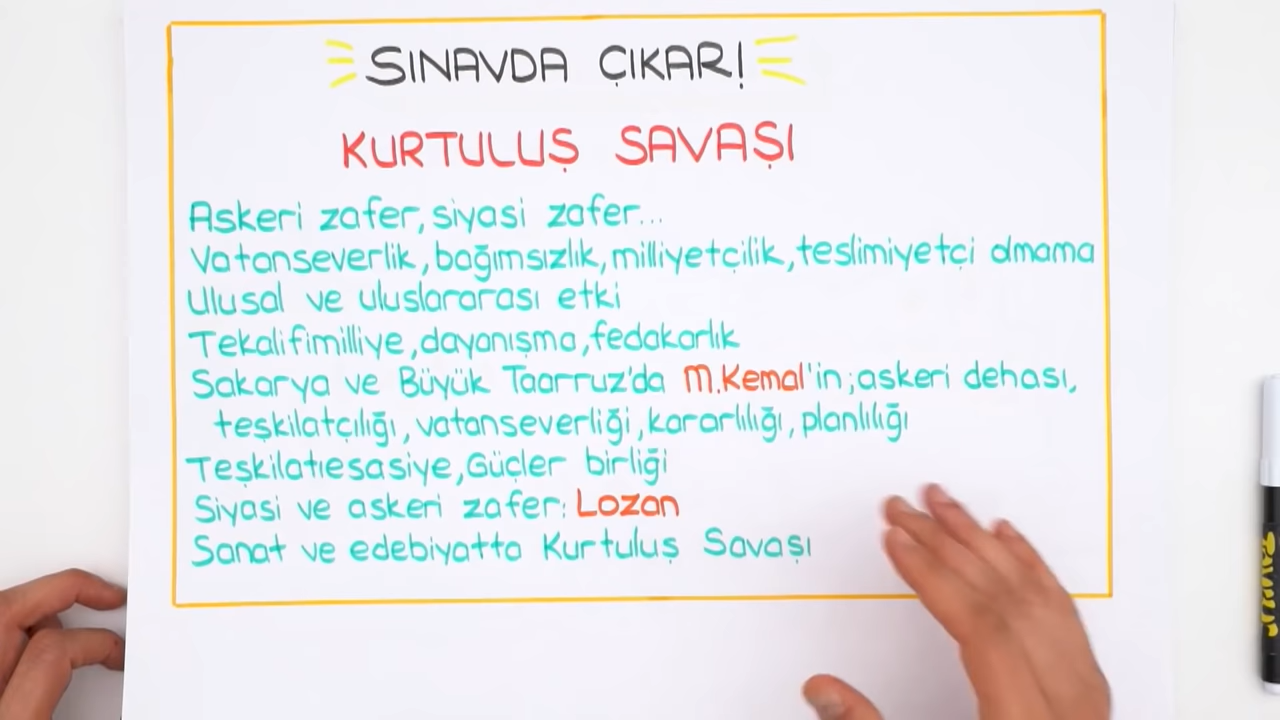 SINAVDA ÇIKAR!
KURTULUŞ SAVAŞI
Askeri zafer, siyasi zafer...
Vatanseverlik, bağımsızlık, milliyetçilik, teslimiyetçi olmama
Ulusal ve uluslararası etki
Tekalifimilliye, dayanışma, fedakarlık
Sakarya ve Büyük Taarruz'da M.Kemal'in; askeri dehası,
teşkilatçılığı, vatanseverliği, kararlılığı, planlılığı
Teşkilatıesasiye, Güçler birliği
Siyasi ve askeri zafer: Lozan
Sanat ve edebiyatta Kurtuluş Savaşı